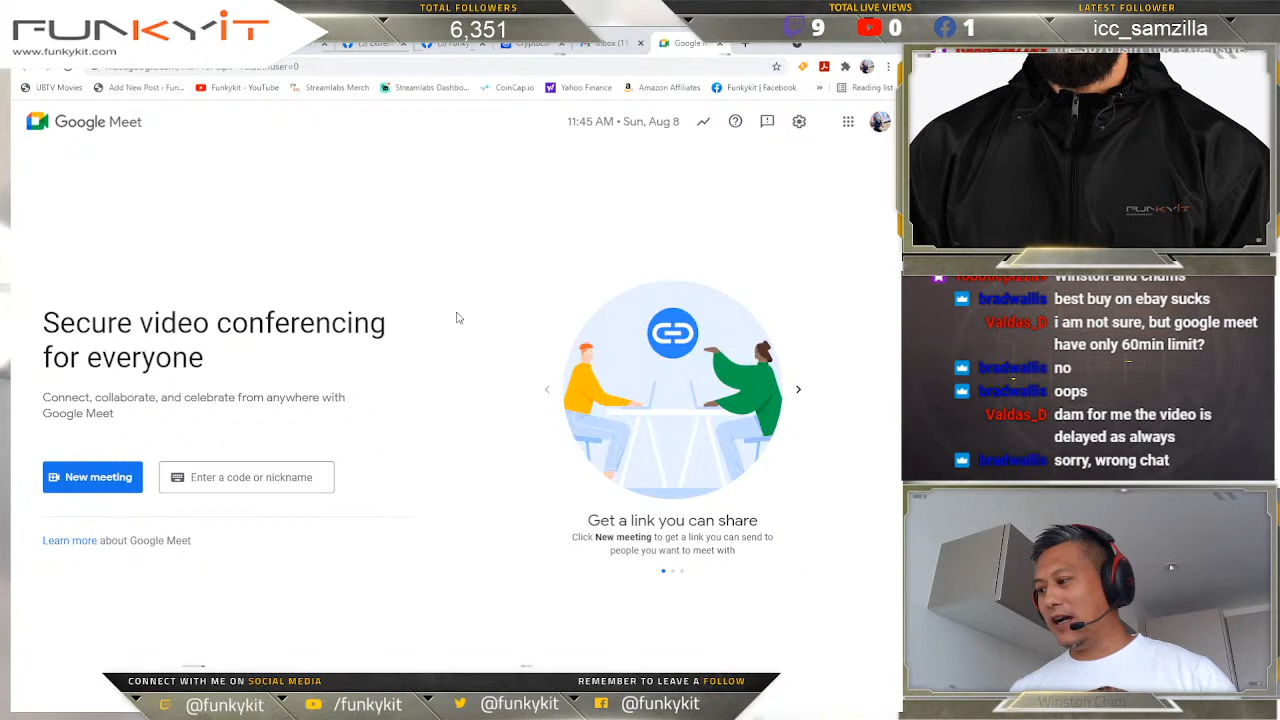 FUNKYKIT
www.funkykit.com
TOTAL FOLLOWERS
6,351
TOTAL LIVE VIEWS
9 0 1
LATEST FOLLOWER
icc_samzilla
Inbox (11
Google m
UBTV Movies
Add New Post ‹ Fun...
Funkykit - YouTube
Streamlabs Merch
Streamlabs Dashbo...
CoinCap.io
Yahoo Finance
Amazon Affiliates
Funkykit | Facebook
»
Reading list
Google Meet
11:45 AM • Sun, Aug 8
Secure video conferencing
for everyone
Connect, collaborate, and celebrate from anywhere with
Google Meet
New meeting
Enter a code or nickname
Learn more about Google Meet
Get a link you can share
Click New meeting to get a link you can send to
people you want to meet with
FUNKYKIT
Winston and chums
bradwallis best buy on ebay sucks
Valdas_D i am not sure, but google meet
have only 60min limit?
bradwallis no
bradwallis oops
Valdas_D dam for me the video is
delayed as always
bradwallis sorry, wrong chat
Winston Chim
CONNECT WITH ME ON SOCIAL MEDIA
REMEMBER TO LEAVE A FOLLOW
@funkykit
/funkykit
@funkykit
@funkykit